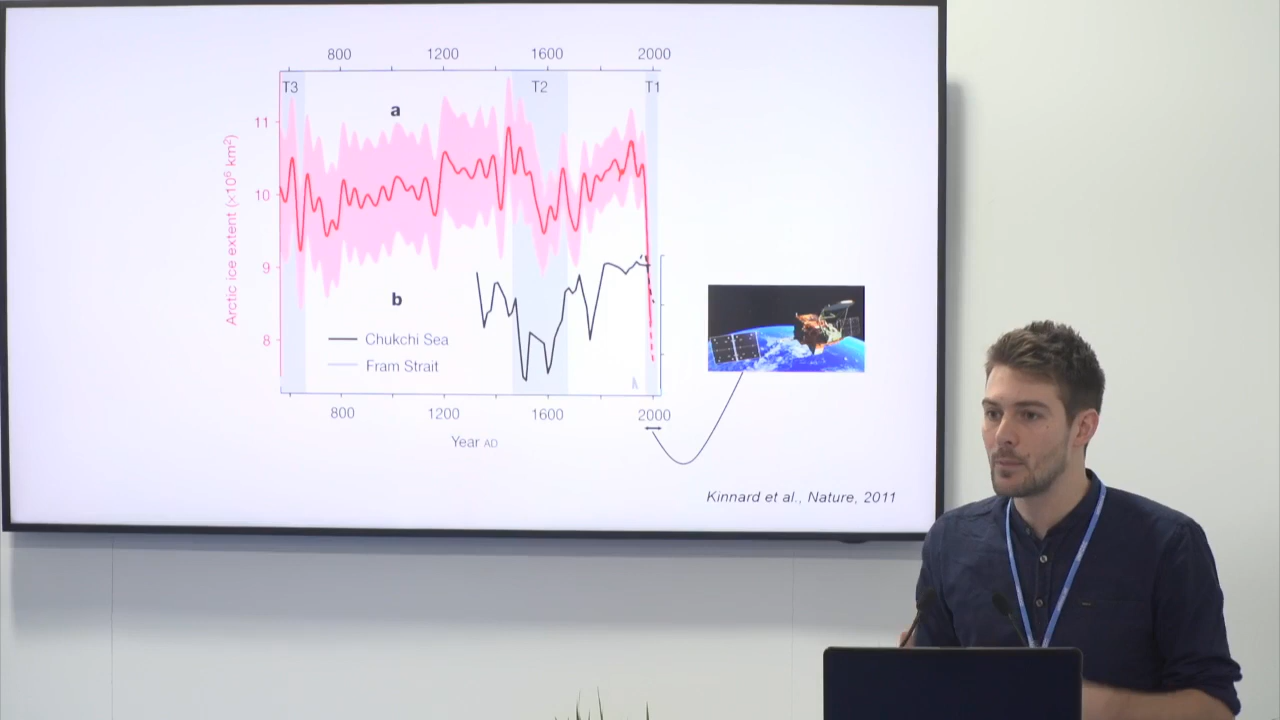 800 1200 1600 2000
T3 T2 T1
a
11
10
9
8
Arctic ice extent (×10⁶ km²)
b
Chukchi Sea
Fram Strait
800 1200 1600 2000
Year AD
Kinnard et al., Nature, 2011